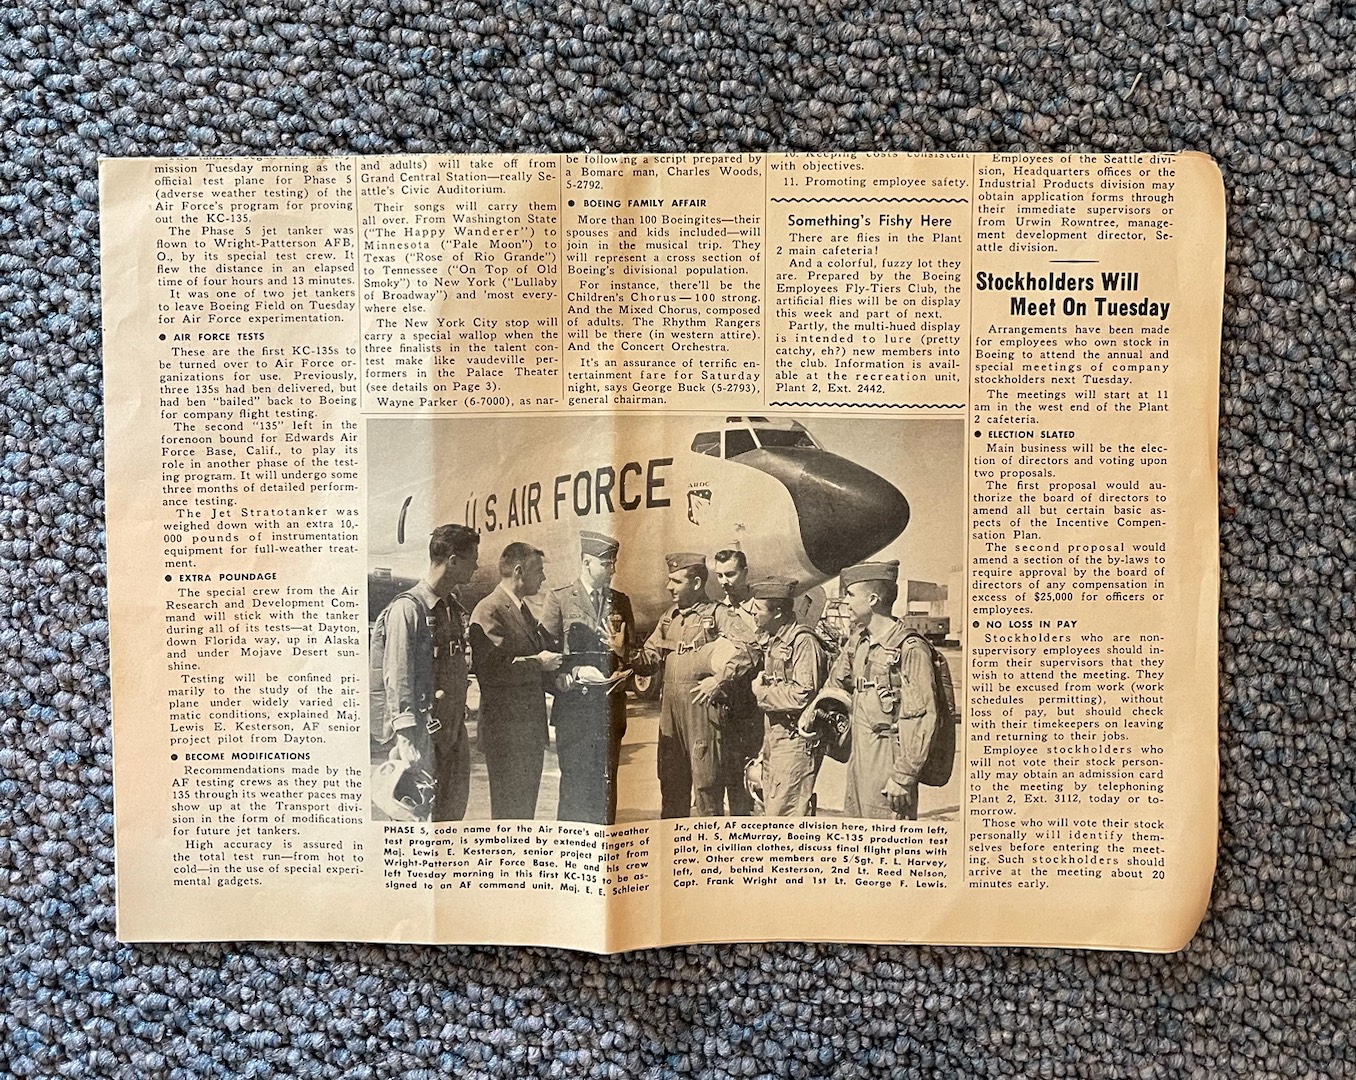 mission Tuesday morning as the
official test plane for Phase 5
(adverse weather testing) of the
Air Force's program for proving
out the KC-135.
The Phase 5 jet tanker was
flown to Wright-Patterson AFB,
O., by its special test crew. It
flew the distance in an elapsed
time of four hours and 13 minutes.
It was one of two jet tankers
to leave Boeing Field on Tuesday
for Air Force experimentation.
● AIR FORCE TESTS
These are the first KC-135s to
be turned over to Air Force or-
ganizations for use. Previously,
three 135s had ben delivered, but
had ben "bailed" back to Boeing
for company flight testing.
The second "135" left in the
forenoon bound for Edwards Air
Force Base, Calif., to play its
role in another phase of the test-
ing program. It will undergo some
three months of detailed perform-
ance testing.
The Jet Stratotanker was
weighed down with an extra 10,-
000 pounds of instrumentation
equipment for full-weather treat-
ment.
● EXTRA POUNDAGE
The special crew from the Air
Research and Development Com-
mand will stick with the tanker
during all of its tests—at Dayton,
down Florida way, up in Alaska
and under Mojave Desert sun-
shine.
Testing will be confined pri-
marily to the study of the air-
plane under widely varied cli-
matic conditions, explained Maj.
Lewis E. Kesterson, AF senior
project pilot from Dayton.
● BECOME MODIFICATIONS
Recommendations made by the
AF testing crews as they put the
135 through its weather paces may
show up at the Transport divi-
sion in the form of modifications
for future jet tankers.
High accuracy is assured in
the total test run—from hot to
cold—in the use of special experi-
mental gadgets.
and adults) will take off from
Grand Central Station—really Se-
attle's Civic Auditorium.
Their songs will carry them
all over. From Washington State
("The Happy Wanderer") to
Minnesota ("Pale Moon") to
Texas ("Rose of Rio Grande")
to Tennessee ("On Top of Old
Smoky") to New York ("Lullaby
of Broadway") and 'most every-
where else.
The New York City stop will
carry a special wallop when the
three finalists in the talent con-
test make like vaudeville per-
formers in the Palace Theater
(see details on Page 3).
Wayne Parker (6-7000), as nar-
be following a script prepared by
a Bomarc man, Charles Woods,
5-2792.
● BOEING FAMILY AFFAIR
More than 100 Boeingites—their
spouses and kids included—will
join in the musical trip. They
will represent a cross section of
Boeing's divisional population.
For instance, there'll be the
Children's Chorus—100 strong.
And the Mixed Chorus, composed
of adults. The Rhythm Rangers
will be there (in western attire).
And the Concert Orchestra.
It's an assurance of terrific en-
tertainment fare for Saturday
night, says George Buck (5-2793),
general chairman.
10. Keeping costs consistent
with objectives.
11. Promoting employee safety.
Something's Fishy Here
There are flies in the Plant
2 main cafeteria!
And a colorful, fuzzy lot they
are. Prepared by the Boeing
Employees Fly-Tiers Club, the
artificial flies will be on display
this week and part of next.
Partly, the multi-hued display
is intended to lure (pretty
catchy, eh?) new members into
the club. Information is avail-
able at the recreation unit,
Plant 2, Ext. 2442.
U.S. AIR FORCE
ARDC
PHASE 5, code name for the Air Force's all-weather
test program, is symbolized by extended fingers of
Maj. Lewis E. Kesterson, senior project pilot from
Wright-Patterson Air Force Base. He and his crew
left Tuesday morning in this first KC-135 to be as-
signed to an AF command unit. Maj. E. E. Schleier
Jr., chief, AF acceptance division here, third from left,
and H. S. McMurray, Boeing KC-135 production test
pilot, in civilian clothes, discuss final flight plans with
crew. Other crew members are S/Sgt. F. L. Harvey,
left, and, behind Kesterson, 2nd Lt. Reed Nelson,
Capt. Frank Wright and 1st Lt. George F. Lewis.
Employees of the Seattle divi-
sion, Headquarters offices or the
Industrial Products division may
obtain application forms through
their immediate supervisors or
from Urwin Rowntree, manage-
ment development director, Se-
attle division.
Stockholders Will
Meet On Tuesday
Arrangements have been made
for employees who own stock in
Boeing to attend the annual and
special meetings of company
stockholders next Tuesday.
The meetings will start at 11
am in the west end of the Plant
2 cafeteria.
● ELECTION SLATED
Main business will be the elec-
tion of directors and voting upon
two proposals.
The first proposal would au-
thorize the board of directors to
amend all but certain basic as-
pects of the Incentive Compen-
sation Plan.
The second proposal would
amend a section of the by-laws to
require approval by the board of
directors of any compensation in
excess of $25,000 for officers or
employees.
● NO LOSS IN PAY
Stockholders who are non-
supervisory employees should in-
form their supervisors that they
wish to attend the meeting. They
will be excused from work (work
schedules permitting), without
loss of pay, but should check
with their timekeepers on leaving
and returning to their jobs.
Employee stockholders who
will not vote their stock person-
ally may obtain an admission card
to the meeting by telephoning
Plant 2, Ext. 3112, today or to-
morrow.
Those who will vote their stock
personally will identify them-
selves before entering the meet-
ing. Such stockholders should
arrive at the meeting about 20
minutes early.